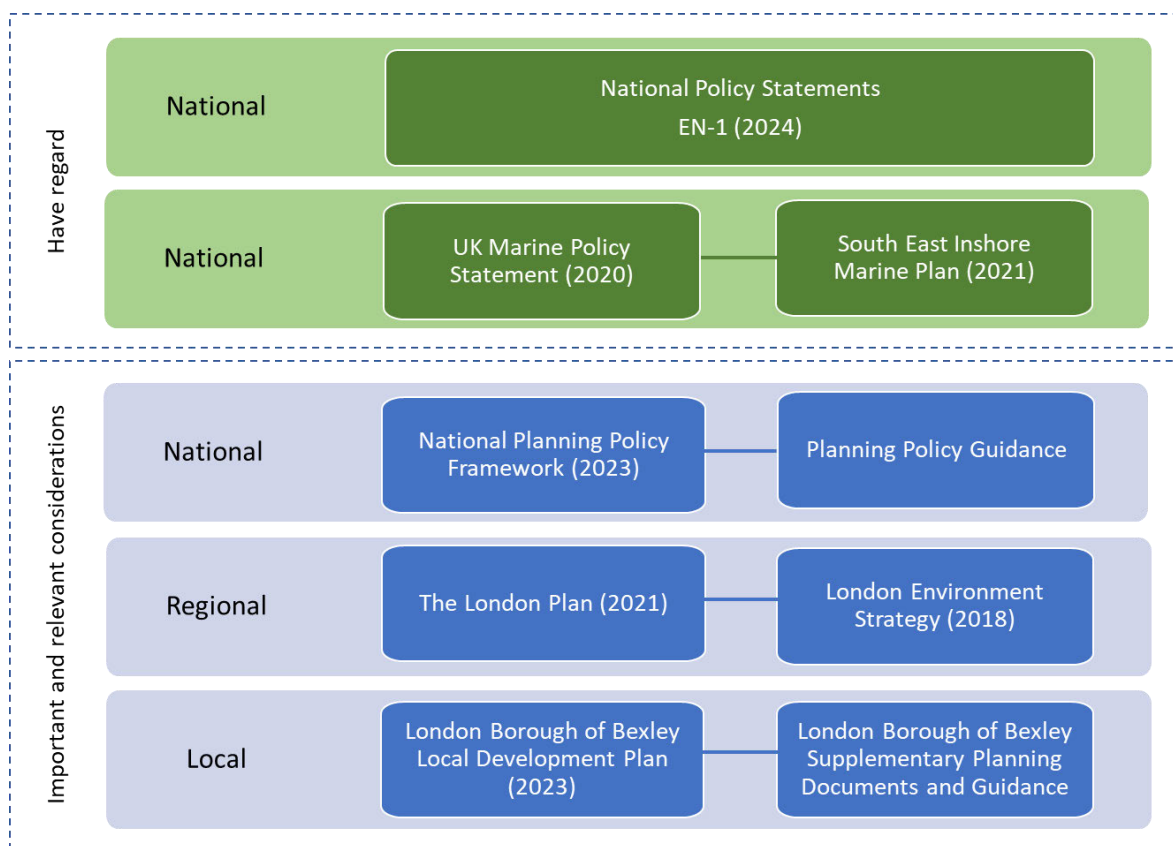 Have regard
National
National Policy Statements
EN-1 (2024)
National
UK Marine Policy
Statement (2020)
South East Inshore
Marine Plan (2021)
Important and relevant considerations
National
National Planning Policy
Framework (2023)
Planning Policy Guidance
Regional
The London Plan (2021)
London Environment
Strategy (2018)
Local
London Borough of Bexley
Local Development Plan
(2023)
London Borough of Bexley
Supplementary Planning
Documents and Guidance